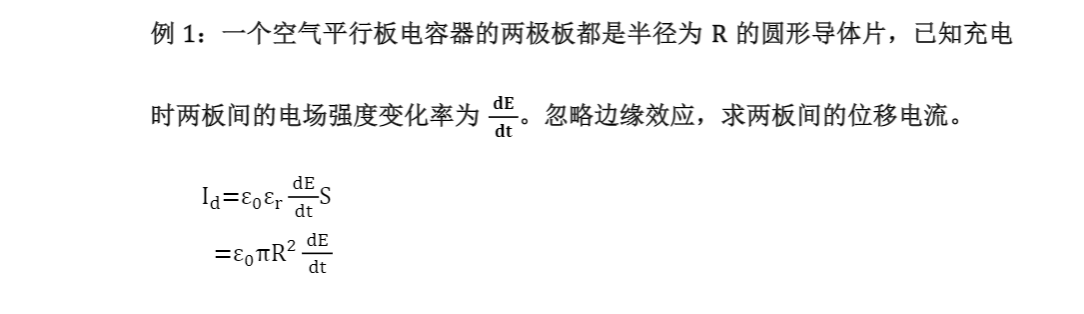 例 1：一个空气平行板电容器的两极板都是半径为 R 的圆形导体片，已知充电
时两板间的电场强度变化率为 dE/dt。忽略边缘效应，求两板间的位移电流。
I_d=ε₀ε_r dE/dt S
=ε₀πR² dE/dt